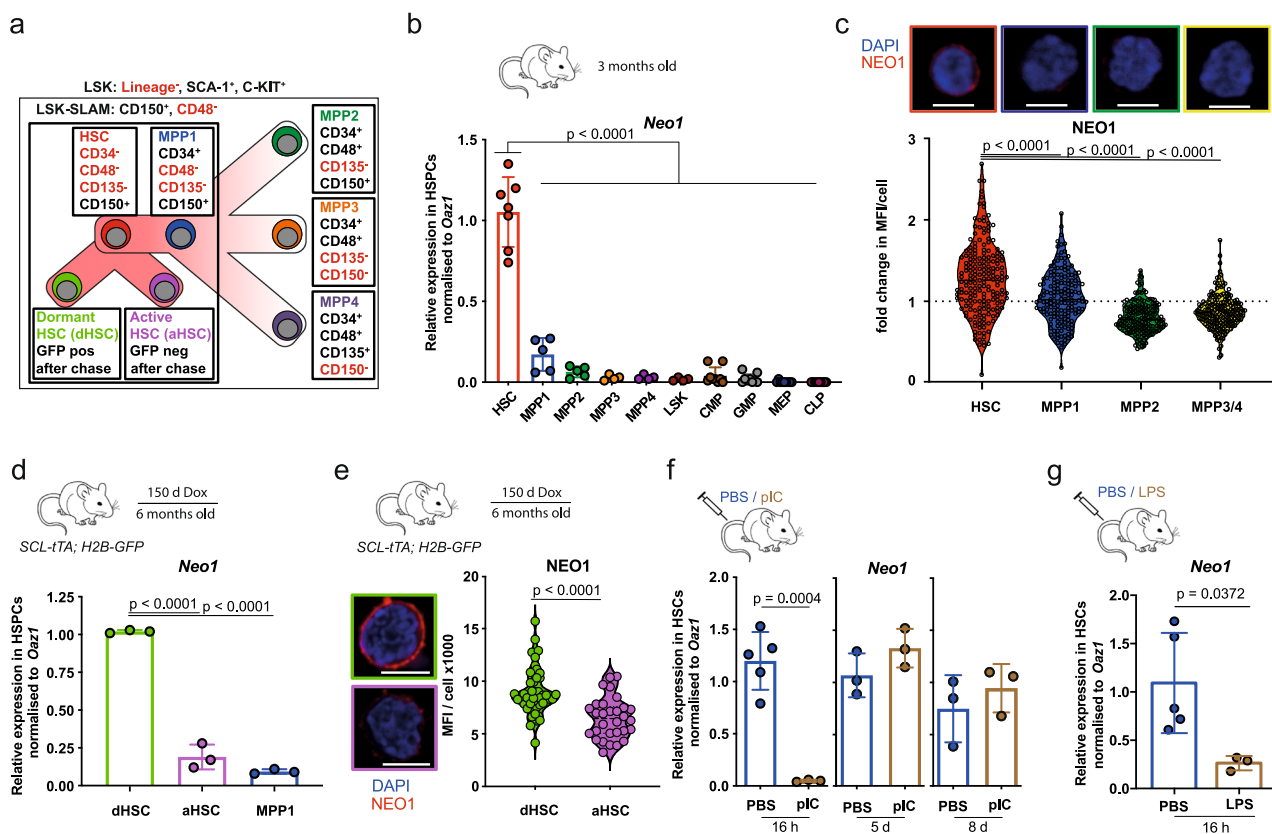 a
LSK: Lineage-, SCA-1+, C-KIT+
LSK-SLAM: CD150+, CD48-
HSC
CD34-
CD48-
CD135-
CD150+
MPP1
CD34+
CD48-
CD135-
CD150+
MPP2
CD34+
CD48+
CD135-
CD150+
MPP3
CD34+
CD48+
CD135-
CD150-
MPP4
CD34+
CD48+
CD135+
CD150-
Dormant
HSC (dHSC)
GFP pos
after chase
Active
HSC (aHSC)
GFP neg
after chase
b
3 months old
Neo1
p < 0.0001
Relative expression in HSPCs
normalised to Oaz1
1.5
1.0
0.5
0.0
HSC
MPP1
MPP2
MPP3
MPP4
LSK
CMP
GMP
MEP
CLP
c
DAPI
NEO1
NEO1
p < 0.0001
p < 0.0001
p < 0.0001
fold change in MFI/cell
3
2
1
0
HSC
MPP1
MPP2
MPP3/4
d
150 d Dox
6 months old
SCL-tTA; H2B-GFP
Neo1
p < 0.0001
p < 0.0001
Relative expression in HSPCs
normalised to Oaz1
1.25
1.00
0.75
0.50
0.25
0.00
dHSC
aHSC
MPP1
e
150 d Dox
6 months old
SCL-tTA; H2B-GFP
NEO1
p < 0.0001
DAPI
NEO1
MFI / cell x1000
20
15
10
5
0
dHSC
aHSC
f
PBS / pIC
Neo1
p = 0.0004
Relative expression in HSCs
normalised to Oaz1
2.0
1.5
1.0
0.5
0.0
PBS
pIC
16 h
PBS
pIC
5 d
PBS
pIC
8 d
g
PBS / LPS
Neo1
p = 0.0372
Relative expression in HSCs
normalised to Oaz1
2.0
1.5
1.0
0.5
0.0
PBS
LPS
16 h